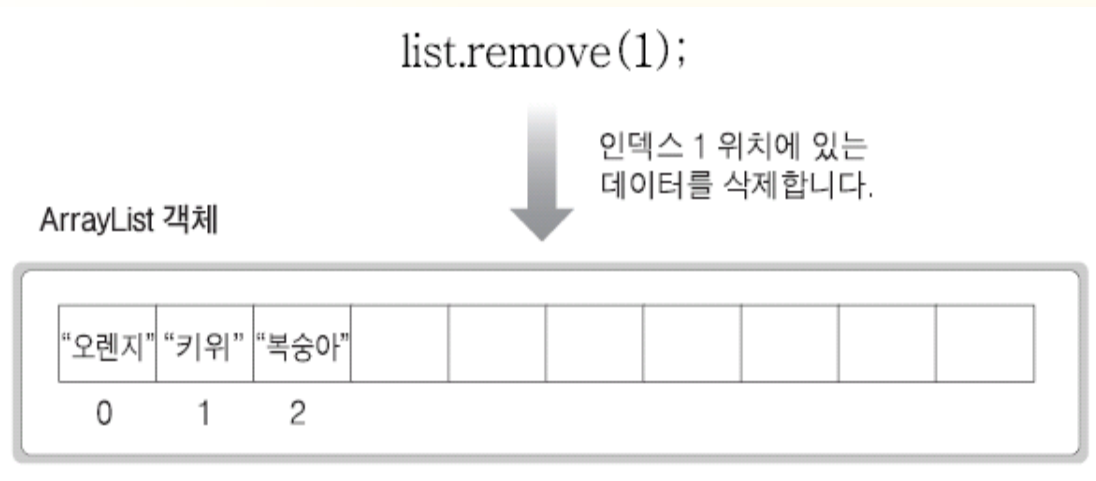 list.remove(1);
인덱스 1 위치에 있는
데이터를 삭제합니다.
ArrayList 객체
“오렌지” “키위” “복숭아”
0 1 2